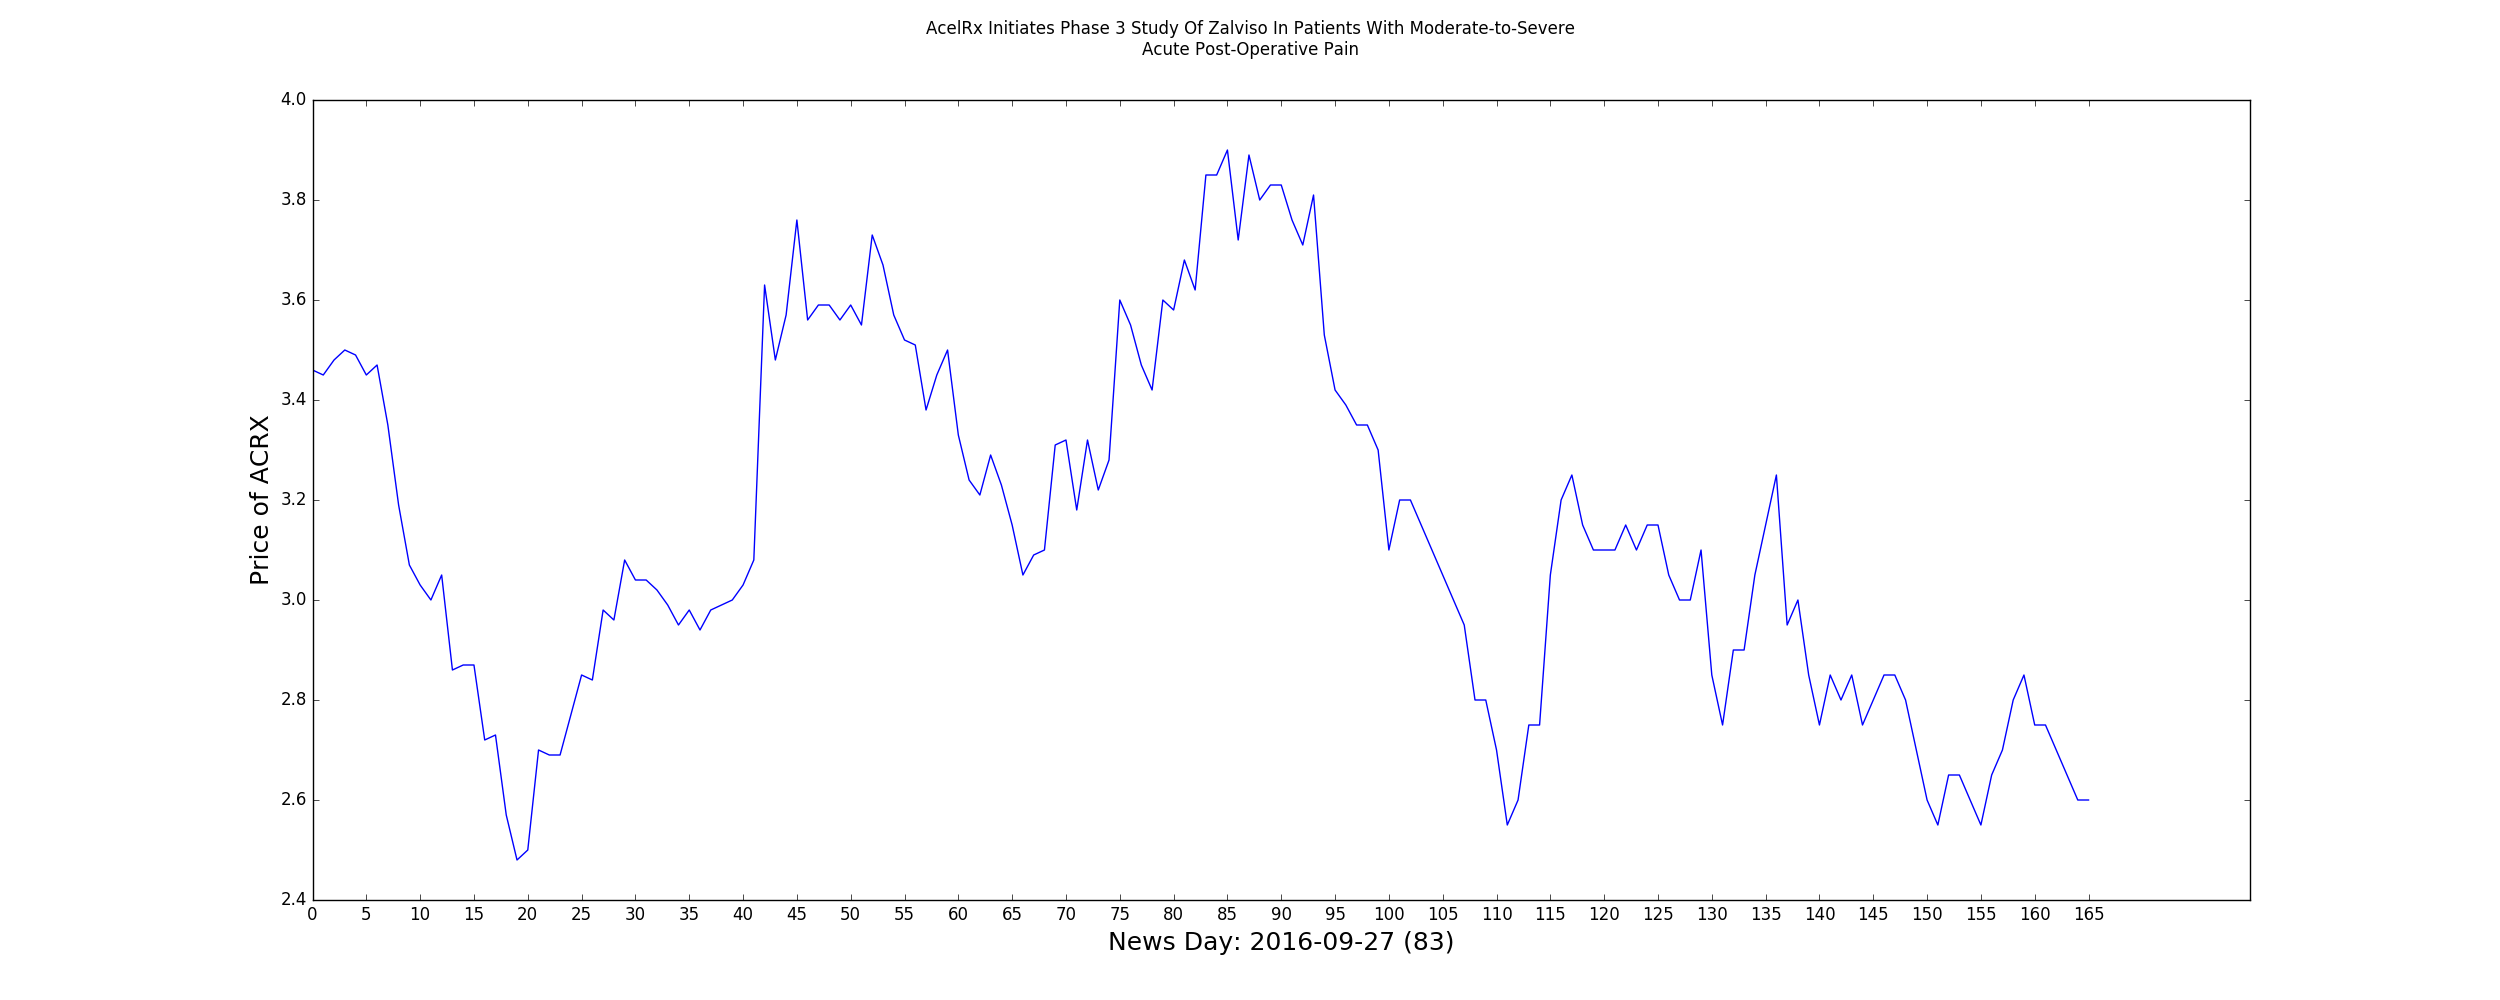 AcelRx Initiates Phase 3 Study Of Zalviso In Patients With Moderate-to-Severe
Acute Post-Operative Pain
4.0
3.8
3.6
3.4
3.2
3.0
2.8
2.6
2.4
Price of ACRX
0 5 10 15 20 25 30 35 40 45 50 55 60 65 70 75 80 85 90 95 100 105 110 115 120 125 130 135 140 145 150 155 160 165
News Day: 2016-09-27 (83)